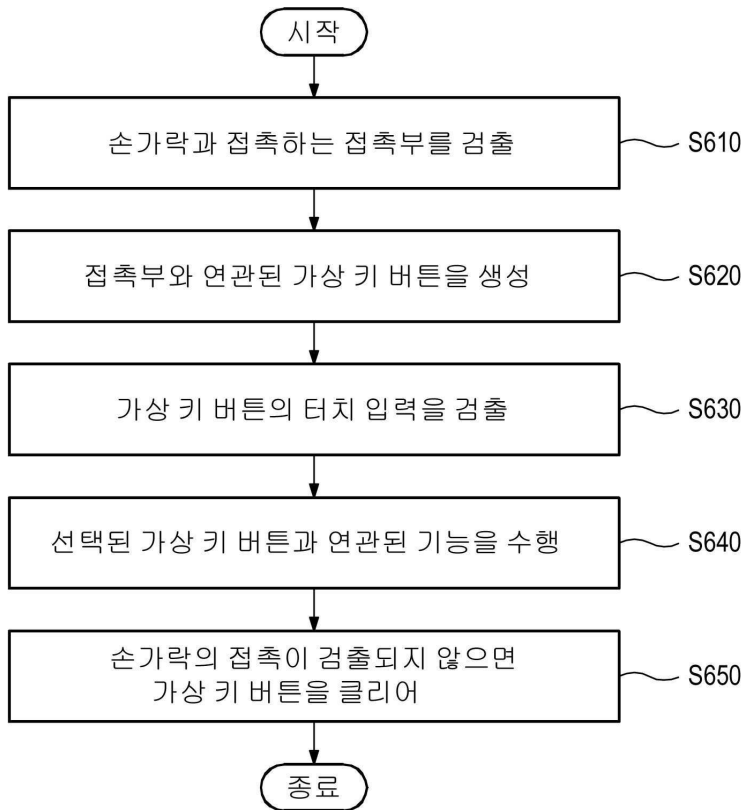 시작
손가락과 접촉하는 접촉부를 검출
S610
접촉부와 연관된 가상 키 버튼을 생성
S620
가상 키 버튼의 터치 입력을 검출
S630
선택된 가상 키 버튼과 연관된 기능을 수행
S640
손가락의 접촉이 검출되지 않으면
가상 키 버튼을 클리어
S650
종료